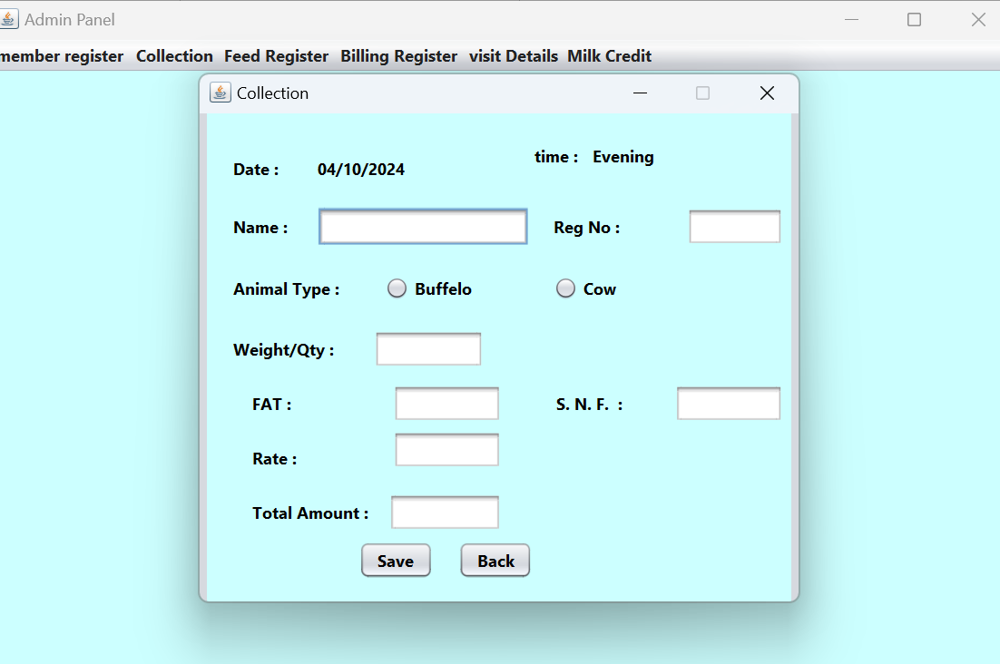 Admin Panel
member register Collection Feed Register Billing Register visit Details Milk Credit
Collection
time : Evening
Date : 04/10/2024
Name : Reg No :
Animal Type : Buffelo Cow
Weight/Qty :
FAT : S. N. F. :
Rate :
Total Amount :
Save Back